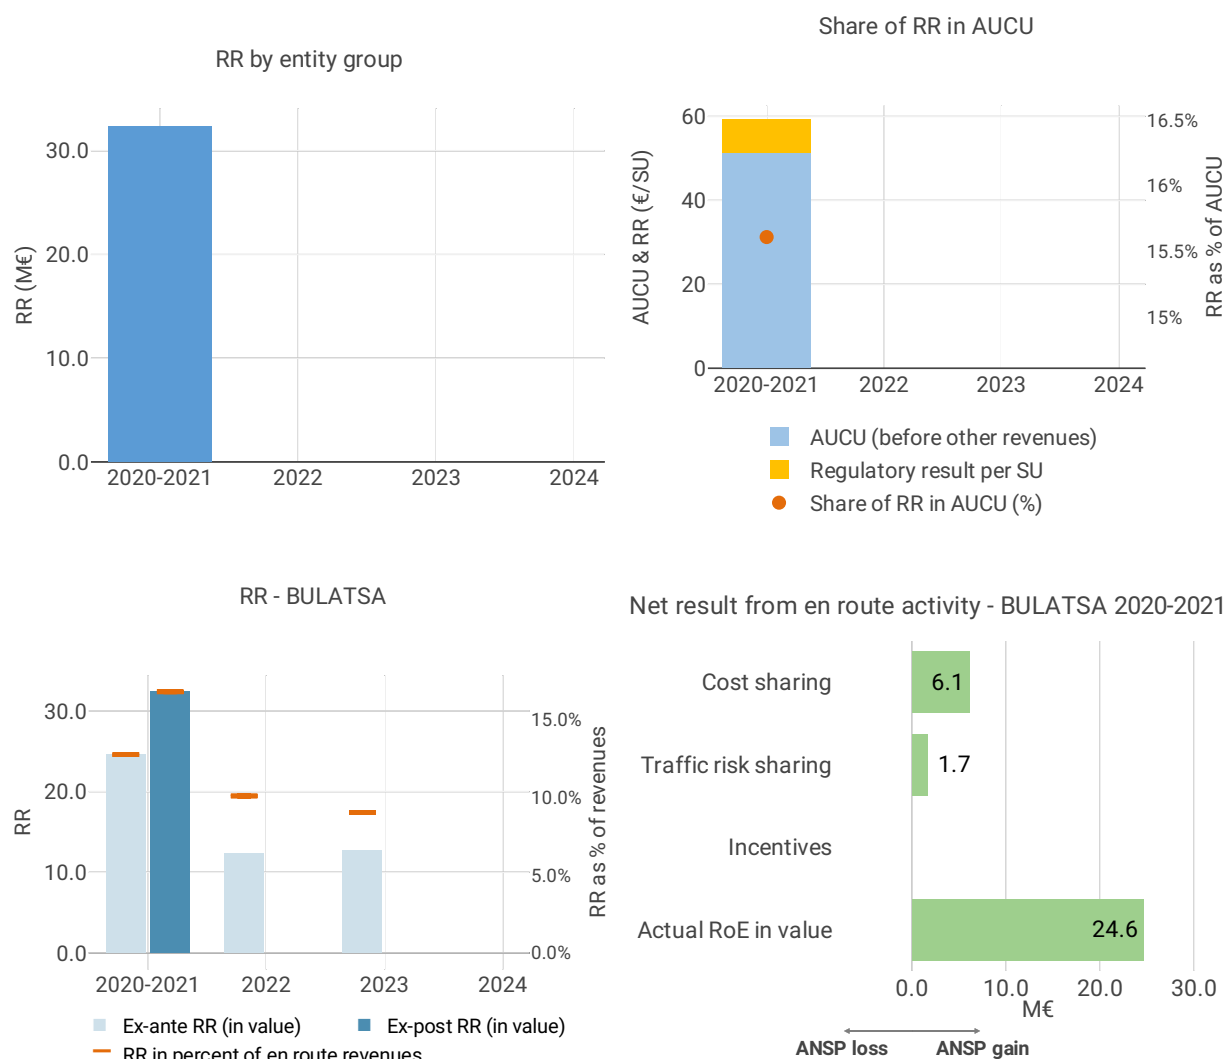 RR by entity group
RR (M€)
30.0
20.0
10.0
0.0
2020-2021
2022
2023
2024
Share of RR in AUCU
AUCU & RR (€/SU)
60
40
20
0
16.5%
16%
15.5%
15%
RR as % of AUCU
2020-2021
2022
2023
2024
AUCU (before other revenues)
Regulatory result per SU
Share of RR in AUCU (%)
RR - BULATSA
RR
30.0
20.0
10.0
0.0
15.0%
10.0%
5.0%
0.0%
RR as % of revenues
2020-2021
2022
2023
2024
Ex-ante RR (in value)
Ex-post RR (in value)
RR in percent of en route revenues
Net result from en route activity - BULATSA 2020-2021
Cost sharing
6.1
Traffic risk sharing
1.7
Incentives
Actual RoE in value
24.6
0.0
10.0
20.0
30.0
M€
ANSP loss
ANSP gain